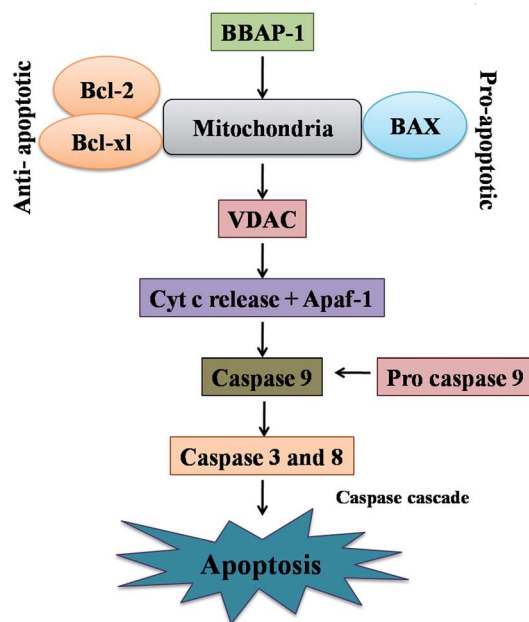 BBAP-1
Anti- apoptotic
Bcl-2
Bcl-xl
Mitochondria
BAX
Pro-apoptotic
VDAC
Cyt c release + Apaf-1
Caspase 9
Pro caspase 9
Caspase 3 and 8
Caspase cascade
Apoptosis